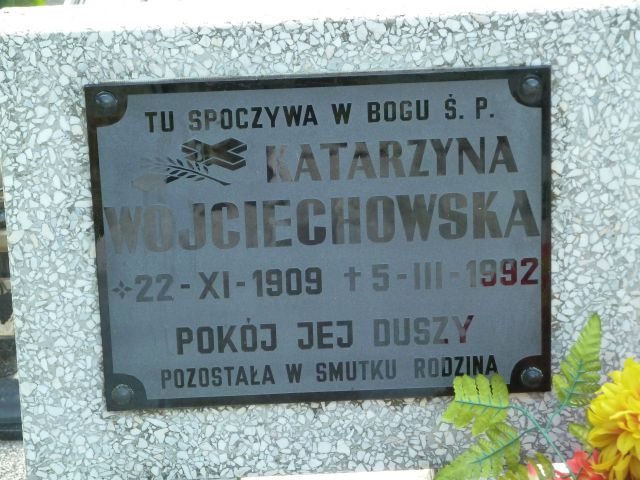 TU SPOCZYWA W BOGU Ś. P.
KATARZYNA
WOJCIECHOWSKA
22-XI-1909 †5-III-1992
POKÓJ JEJ DUSZY
POZOSTAŁA W SMUTKU RODZINA